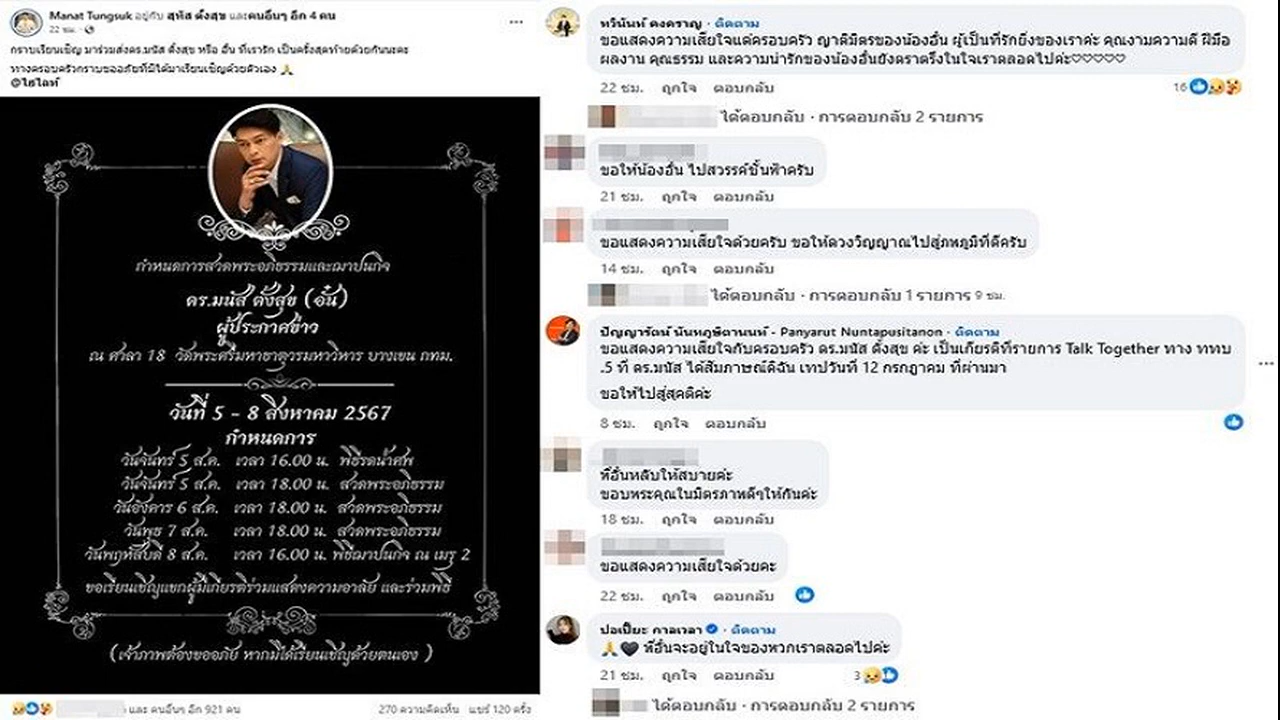 Manat Tungsuk อยู่กับ สุทัส ตั้งสุข และคนอื่นๆ อีก 4 คน
22 ชม.
กราบเรียนเชิญ มาร่วมส่งดร.มนัส ตั้งสุข หรือ อั๋น ที่เรารัก เป็นครั้งสุดท้ายด้วยกันนะคะ
ทางครอบครัวกราบขออภัยที่มิได้มาเรียนเชิญด้วยตัวเอง 🙏
@ไฮไลท์
กำหนดการสวดพระอภิธรรมและฌาปนกิจ
ดร.มนัส ตั้งสุข (อั๋น)
ผู้ประกาศข่าว
ณ ศาลา 18 วัดพระศรีมหาธาตุวรมหาวิหาร บางเขน กทม.
วันที่ 5 - 8 สิงหาคม 2567
กำหนดการ
วันจันทร์ 5 ส.ค. เวลา 16.00 น. พิธีรดน้ำศพ
วันจันทร์ 5 ส.ค. เวลา 18.00 น. สวดพระอภิธรรม
วันอังคาร 6 ส.ค. เวลา 18.00 น. สวดพระอภิธรรม
วันพุธ 7 ส.ค. เวลา 18.00 น. สวดพระอภิธรรม
วันพฤหัสบดี 8 ส.ค. เวลา 16.00 น. พิธีฌาปนกิจ ณ เมรุ 2
ขอเรียนเชิญแขกผู้มีเกียรติร่วมแสดงความอาลัย และร่วมพิธี
(เจ้าภาพต้องขออภัย หากมิได้เรียนเชิญด้วยตนเอง )
และ คนอื่นๆ อีก 921 คน
270 ความคิดเห็น แชร์ 120 ครั้ง
ทวินันท์ คงคราญ · ติดตาม
ขอแสดงความเสียใจแด่ครอบครัว ญาติมิตรของน้องอั๋น ผู้เป็นที่รักยิ่งของเราค่ะ คุณงามความดี ฝีมือ
ผลงาน คุณธรรม และความน่ารักของน้องอั๋นยังตราตรึงในใจเราตลอดไปค่ะ♡♡♡♡♡
22 ชม. ถูกใจ ตอบกลับ 16
ได้ตอบกลับ · การตอบกลับ 2 รายการ
ขอให้น้องอั๋น ไปสวรรค์ชั้นฟ้าครับ
21 ชม. ถูกใจ ตอบกลับ
ขอแสดงความเสียใจด้วยครับ ขอให้ดวงวิญญาณไปสู่ภพภูมิที่ดีครับ
14 ชม. ถูกใจ ตอบกลับ
ได้ตอบกลับ · การตอบกลับ 1 รายการ 9 ชม.
ปัญญารัตน์ นันทภูษิตานนท์ - Panyarut Nuntapusitanon · ติดตาม
ขอแสดงความเสียใจกับครอบครัว ดร.มนัส ตั้งสุข ค่ะ เป็นเกียรติที่รายการ Talk Together ทาง ททบ
.5 ที่ ดร.มนัส ได้สัมภาษณ์ดิฉัน เทปวันที่ 12 กรกฎาคม ที่ผ่านมา
ขอให้ไปสู่สุคติค่ะ
8 ชม. ถูกใจ ตอบกลับ
พี่อั๋นหลับให้สบายค่ะ
ขอบพระคุณในมิตรภาพดีๆให้กันค่ะ
18 ชม. ถูกใจ ตอบกลับ
ขอแสดงความเสียใจด้วยคะ
22 ชม. ถูกใจ ตอบกลับ
ปอเปี๊ยะ กาลเวลา · ติดตาม
🙏🖤 พี่อั๋นจะอยู่ในใจของพวกเราตลอดไปค่ะ
21 ชม. ถูกใจ ตอบกลับ 3
ได้ตอบกลับ · การตอบกลับ 2 รายการ